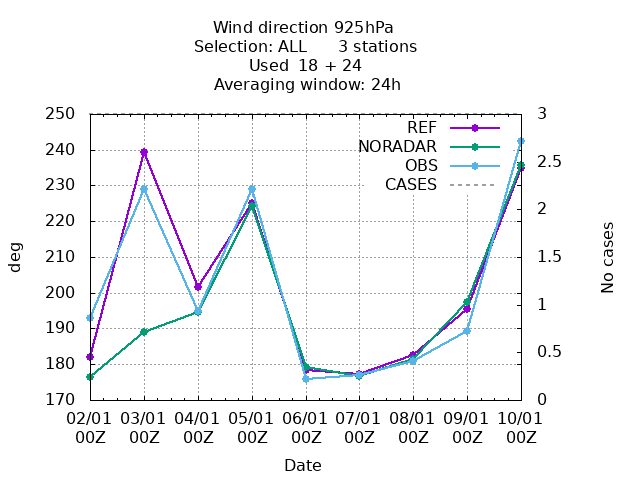 Wind direction 925hPa
Selection: ALL      3 stations
Used  18 + 24
Averaging window: 24h
deg
250
240
230
220
210
200
190
180
170
REF
NORADAR
OBS
CASES
3
2.5
2
1.5
1
0.5
0
No cases
02/01 03/01 04/01 05/01 06/01 07/01 08/01 09/01 10/01
00Z 00Z 00Z 00Z 00Z 00Z 00Z 00Z 00Z
Date